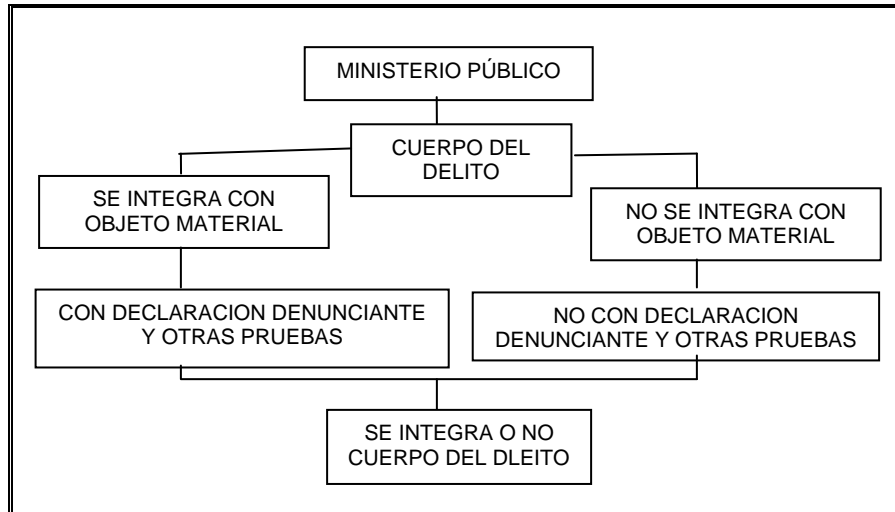 MINISTERIO PÚBLICO
CUERPO DEL
DELITO
SE INTEGRA CON
OBJETO MATERIAL
NO SE INTEGRA CON
OBJETO MATERIAL
CON DECLARACION DENUNCIANTE
Y OTRAS PRUEBAS
NO CON DECLARACION
DENUNCIANTE Y OTRAS PRUEBAS
SE INTEGRA O NO
CUERPO DEL DLEITO